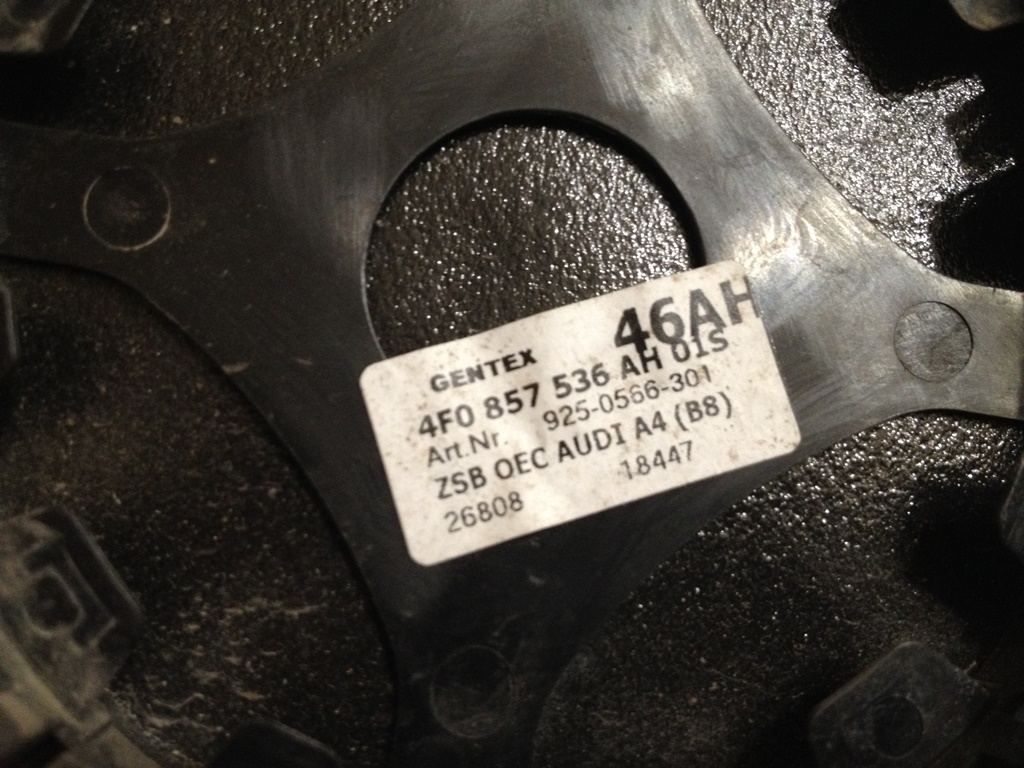 46AH
GENTEX
4F0 857 536 AH 01S
Art.Nr. 925-0566-301
ZSB OEC AUDI A4 (B8)
26808 18447